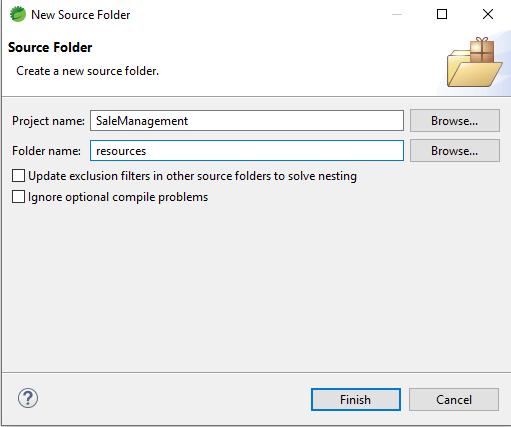 New Source Folder
Source Folder
Create a new source folder.
Project name: SaleManagement Browse...
Folder name: resources Browse...
Update exclusion filters in other source folders to solve nesting
Ignore optional compile problems
? Finish Cancel